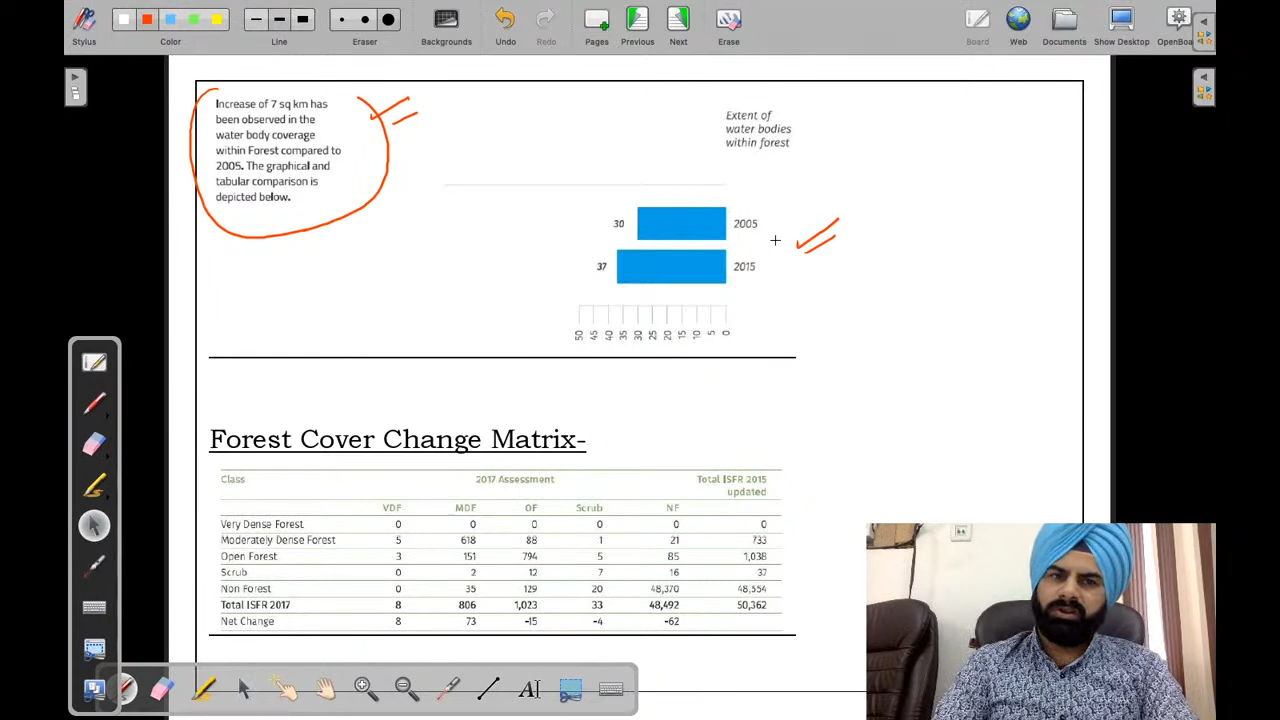 Stylus
Color
Line
Eraser
Backgrounds
Undo
Redo
Pages
Previous
Next
Erase
Board
Web
Documents
Show Desktop
OpenBoa
Increase of 7 sq km has
been observed in the
water body coverage
within Forest compared to
2005. The graphical and
tabular comparison is
depicted below.
Extent of
water bodies
within forest
30 2005
37 2015
50 45 40 35 30 25 20 15 10 5 0
Forest Cover Change Matrix-
Class 2017 Assessment Total ISFR 2015
updated
VDF MDF OF Scrub NF
Very Dense Forest 0 0 0 0 0 0
Moderately Dense Forest 5 618 88 1 21 733
Open Forest 3 151 794 5 85 1,038
Scrub 0 2 12 7 16 37
Non Forest 0 35 129 20 48,370 48,554
Total ISFR 2017 8 806 1,023 33 48,492 50,362
Net Change 8 73 -15 -4 -62
AI